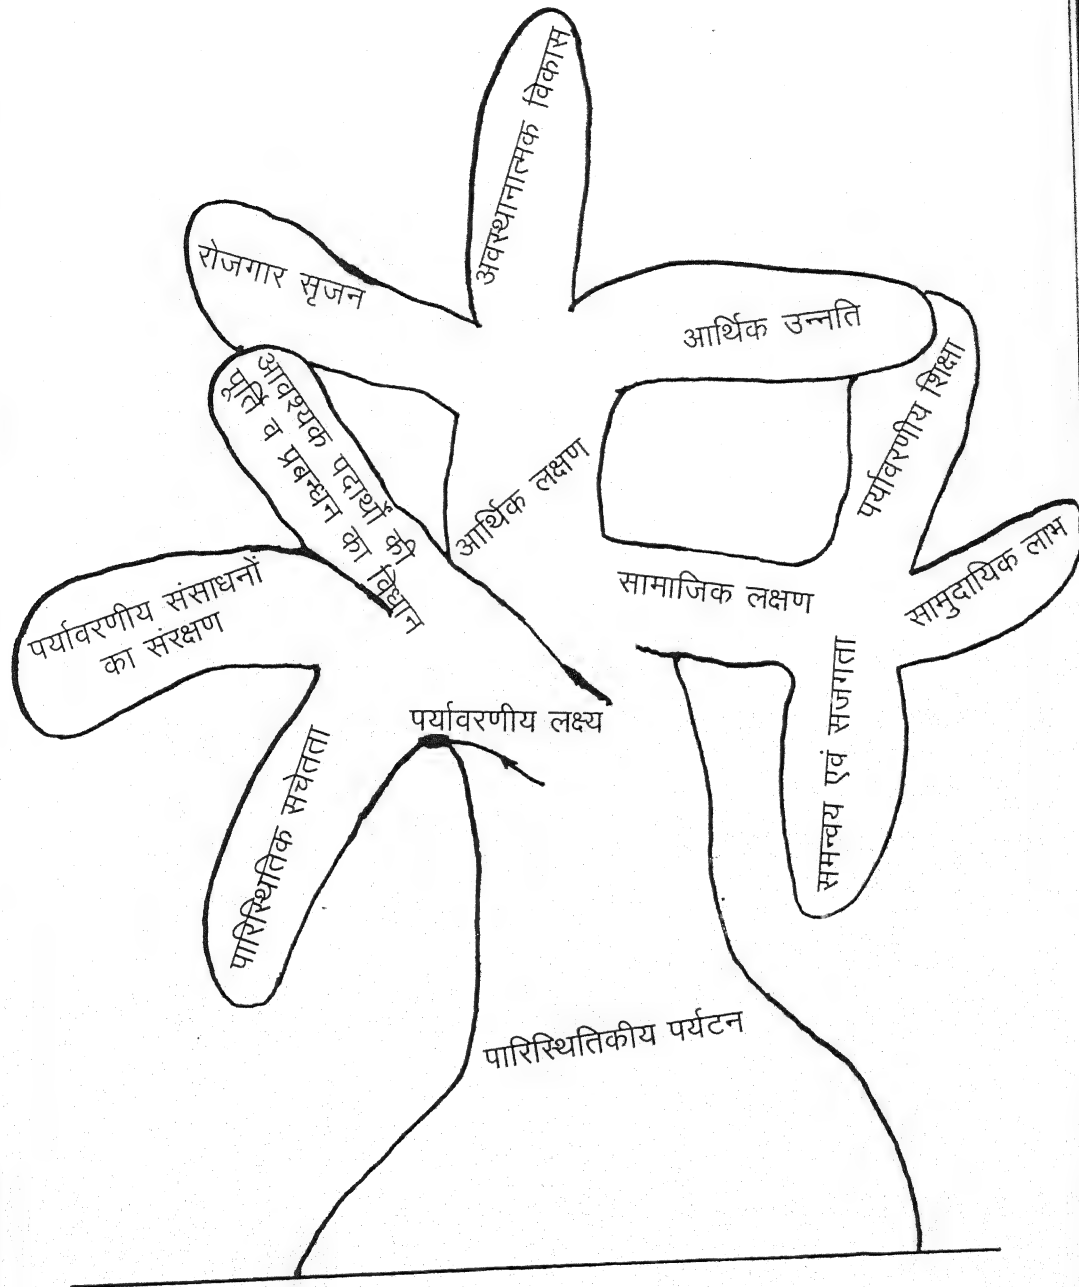 अवस्थानात्मक विकास
रोजगार सृजन
आर्थिक उन्नति
पर्यावरणीय शिक्षा
आवश्यक पदार्थों की
पूर्ति व प्रबन्धन का विधान
आर्थिक लक्षण
सामाजिक लक्षण
सामुदायिक लाभ
पर्यावरणीय संसाधनों
का संरक्षण
पर्यावरणीय लक्ष्य
समन्वय एवं सजगता
पारिस्थितिक सचेतता
पारिस्थितिकीय पर्यटन